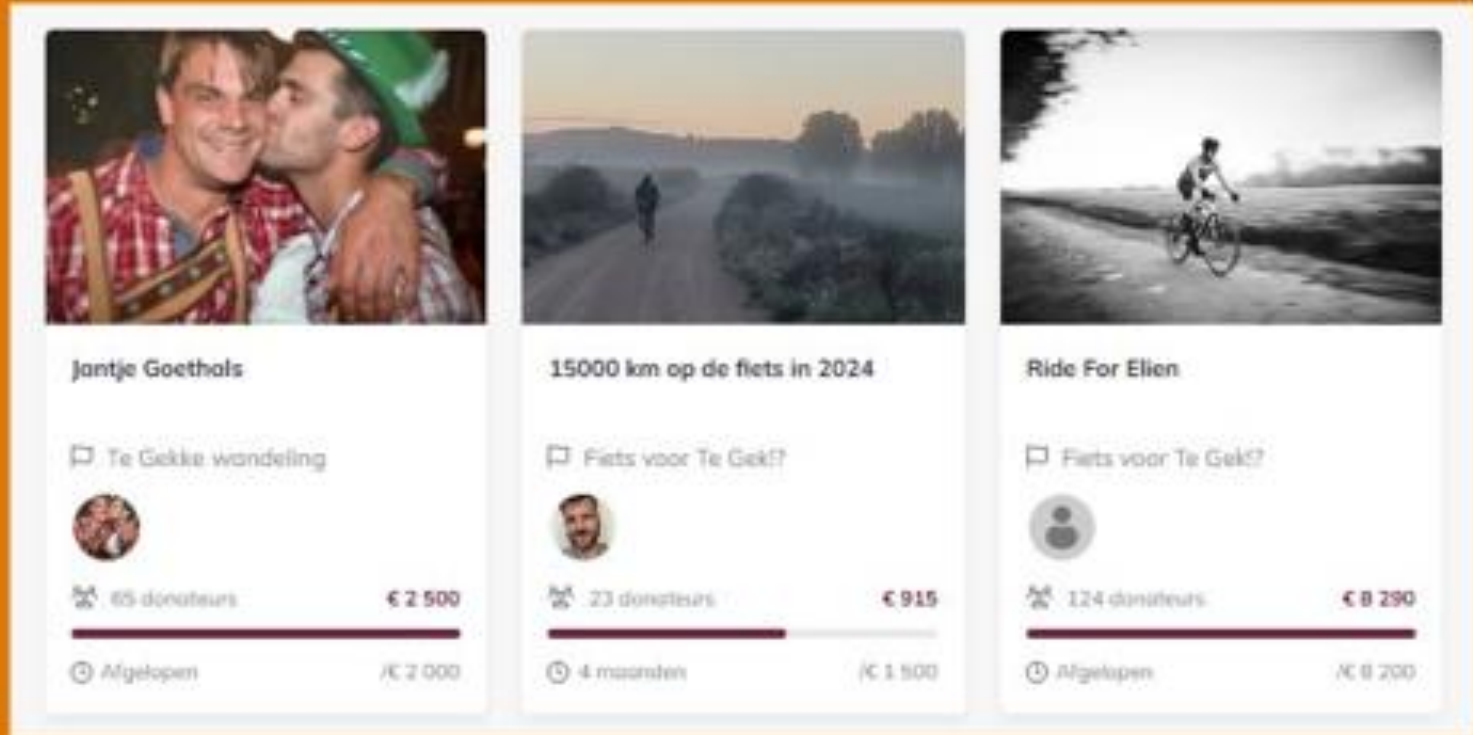 Jantje Goethals
Te Gekke wandeling
65 donateurs
€ 2 500
Afgelopen
/€ 2 000
15000 km op de fiets in 2024
Fiets voor Te Gek!?
23 donateurs
€ 915
4 maanden
/€ 1 500
Ride For Elien
Fiets voor Te Gek!?
124 donateurs
€ 8 290
Afgelopen
/€ 8 200